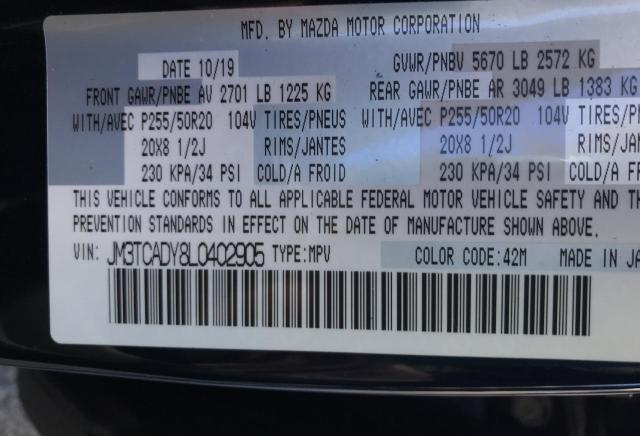 MFD. BY MAZDA MOTOR CORPORATION
DATE 10/19 GVWR/PNBV 5670 LB 2572 KG
FRONT GAWR/PNBE AV 2701 LB 1225 KG REAR GAWR/PNBE AR 3049 LB 1383 KG
WITH/AVEC P255/50R20 104V TIRES/PNEUS WITH/AVEC P255/50R20 104V TIRES/P
20X8 1/2J RIMS/JANTES 20X8 1/2J RIMS/JAN
230 KPA/34 PSI COLD/A FROID 230 KPA/34 PSI COLD/A F
THIS VEHICLE CONFORMS TO ALL APPLICABLE FEDERAL MOTOR VEHICLE SAFETY AND TH
PREVENTION STANDARDS IN EFFECT ON THE DATE OF MANUFACTURE SHOWN ABOVE.
VIN: JM3TCADY8L0402905 TYPE:MPV COLOR CODE:42M MADE IN JA